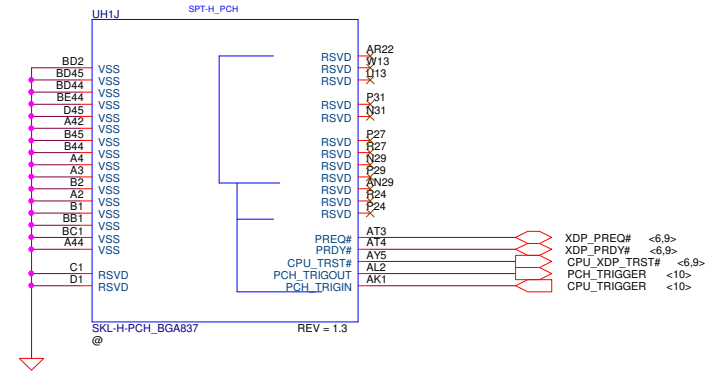 SPT-H_PCH
UH1J
BD2 VSS
BD45 VSS
BD44 VSS
BE44 VSS
D45 VSS
A42 VSS
B45 VSS
B44 VSS
A4 VSS
A3 VSS
B2 VSS
A2 VSS
B1 VSS
BB1 VSS
BC1 VSS
A44 VSS
C1 RSVD
D1 RSVD
RSVD AR22
RSVD W13
RSVD U13
RSVD P31
RSVD N31
RSVD P27
RSVD R27
RSVD N29
RSVD P29
RSVD AN29
RSVD R24
RSVD P24
PREQ# AT3 XDP_PREQ# <6,9>
PRDY# AT4 XDP_PRDY# <6,9>
CPU_TRST# AY5 CPU_XDP_TRST# <6,9>
PCH_TRIGOUT AL2 PCH_TRIGGER <10>
PCH_TRIGIN AK1 CPU_TRIGGER <10>
SKL-H-PCH_BGA837 REV = 1.3
@